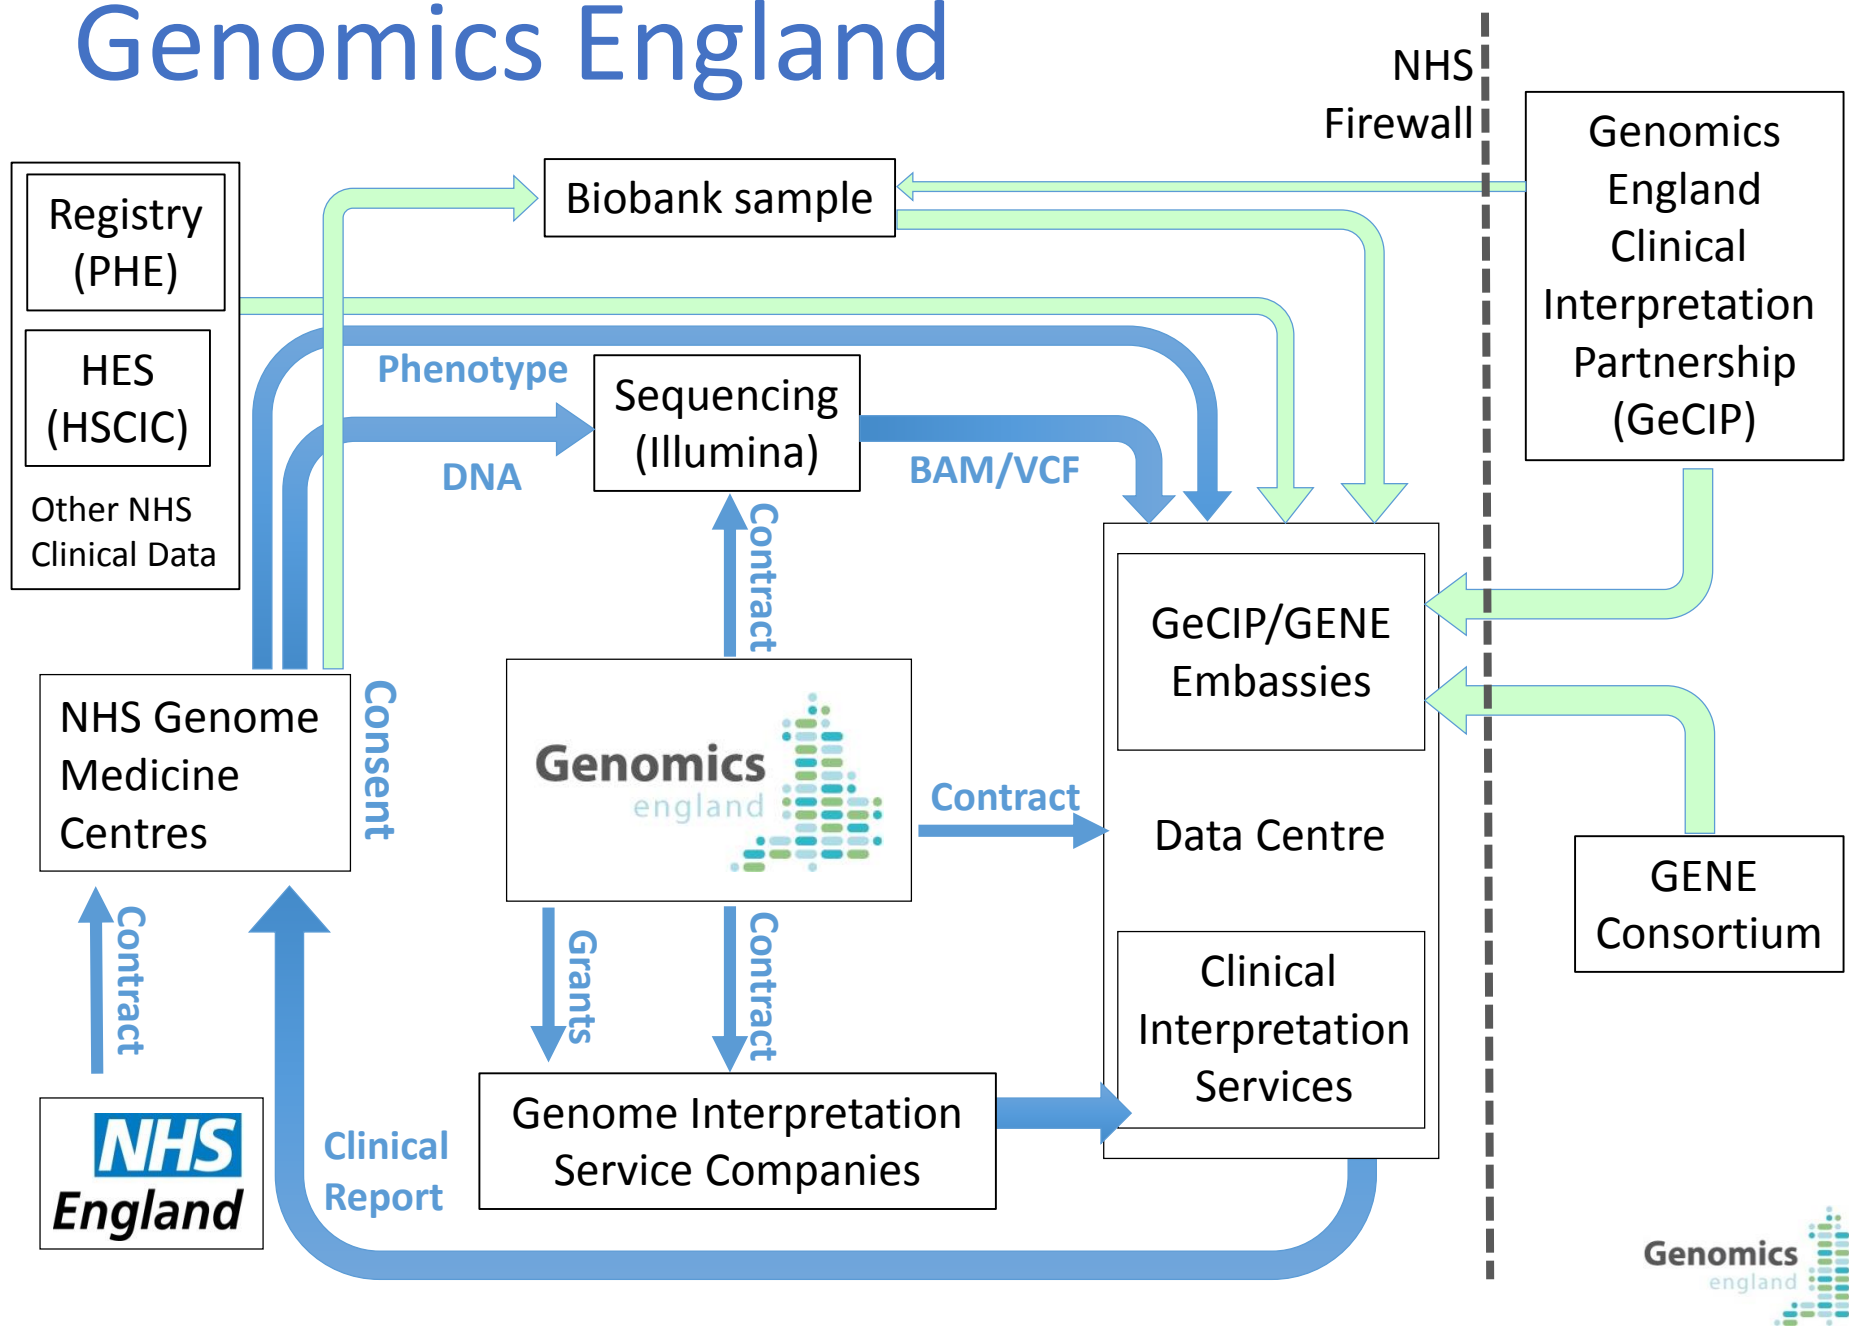 Genomics England
NHS
Firewall
Genomics
England
Clinical
Interpretation
Partnership
(GeCIP)
Registry
(PHE)
HES
(HSCIC)
Other NHS
Clinical Data
Biobank sample
Phenotype
Sequencing
(Illumina)
DNA
BAM/VCF
Contract
GeCIP/GENE
Embassies
NHS Genome
Medicine
Centres
Consent
Genomics
england
Contract
Data Centre
GENE
Consortium
Contract
Grants
Contract
Clinical
Interpretation
Services
NHS
England
Clinical
Report
Genome Interpretation
Service Companies
Genomics
england